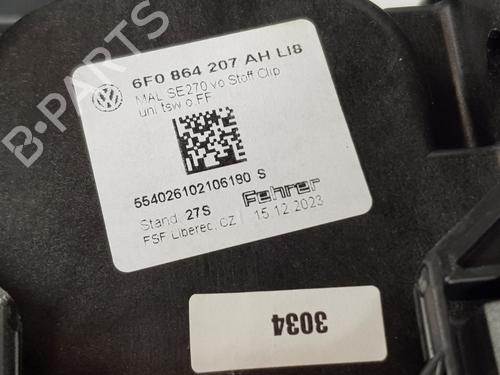 B-PARTS
6F0 864 207 AH LI8
MAL SE270 vo Stoff Clip
uni tsw o.FF
554026102106180 S
Stand: 27S
Fehrer
FSF Liberec, CZ
15.12.2023
3034